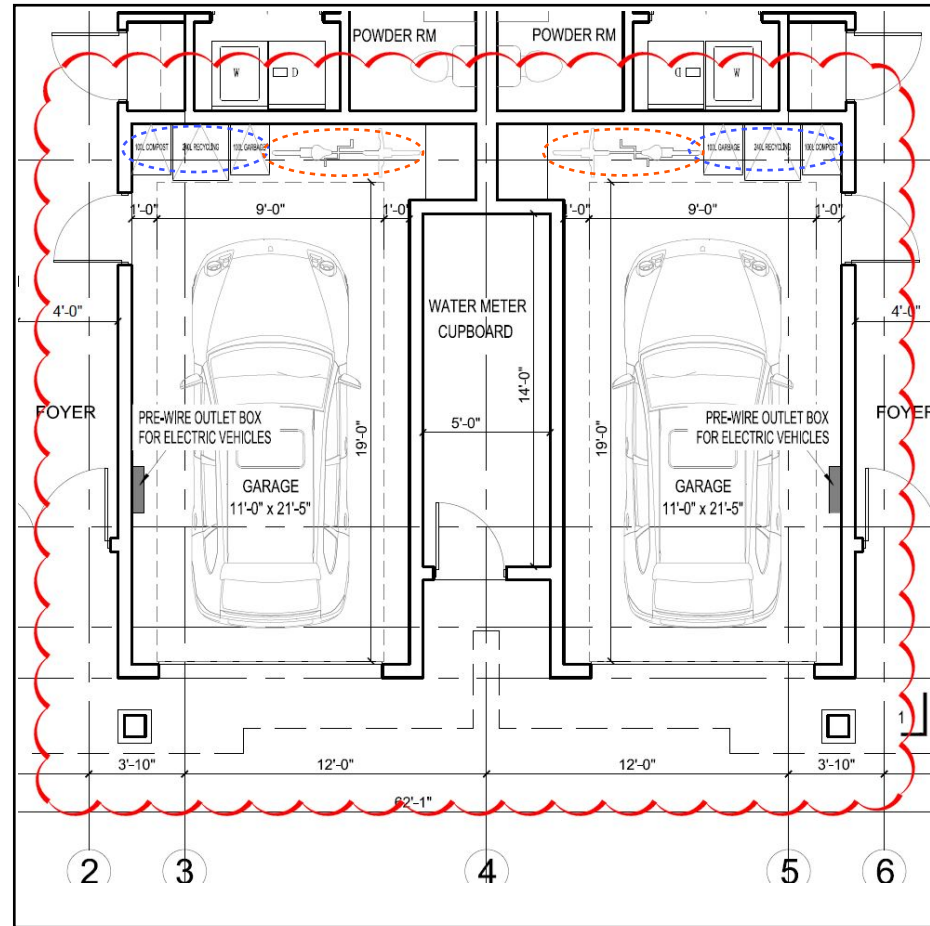 POWDER RM
POWDER RM
W
D
D
W
100L COMPOST
240L RECYCLING
100L GARBAGE
100L GARBAGE
240L RECYCLING
100L COMPOST
1'-0"
9'-0"
1'-0"
1'-0"
9'-0"
1'-0"
WATER METER
CUPBOARD
4'-0"
4'-0"
14'-0"
FOYER
PRE-WIRE OUTLET BOX
FOR ELECTRIC VEHICLES
19'-0"
5'-0"
19'-0"
PRE-WIRE OUTLET BOX
FOR ELECTRIC VEHICLES
FOYER
GARAGE
11'-0" x 21'-5"
GARAGE
11'-0" x 21'-5"
1
3'-10"
12'-0"
12'-0"
3'-10"
62'-1"
2
3
4
5
6